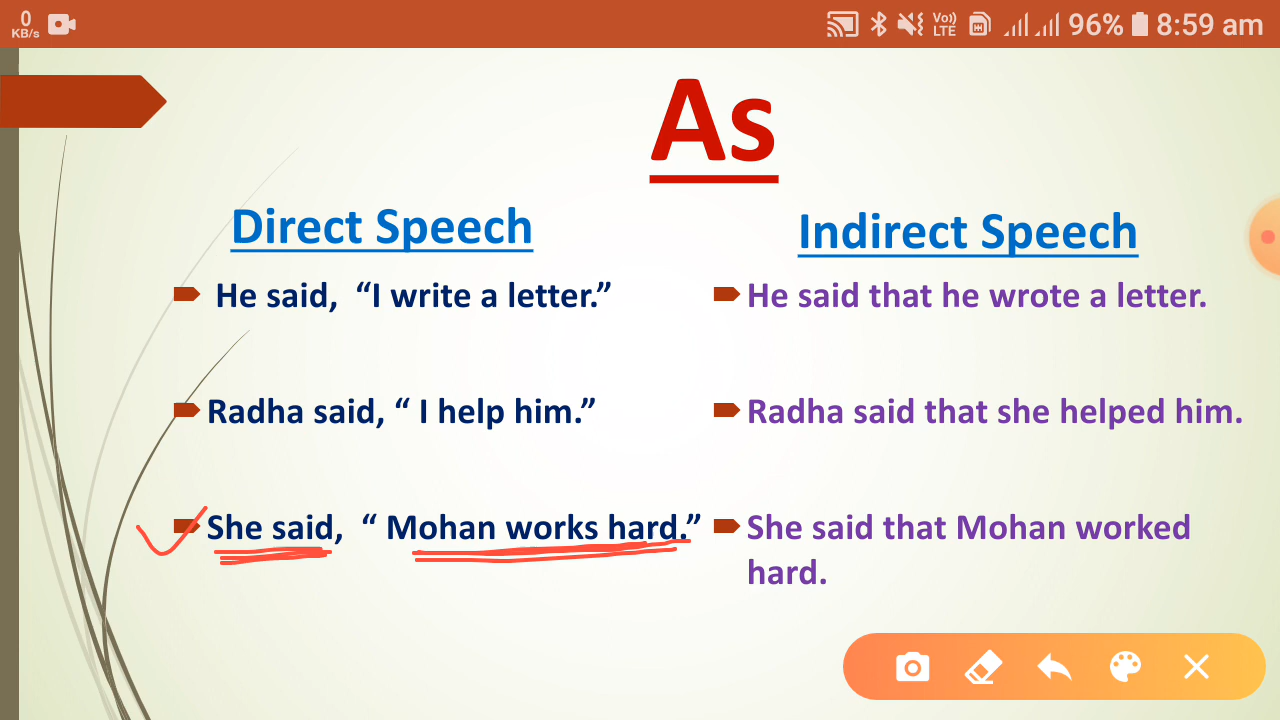 0
KB/s
Vo))
LTE
96%
8:59 am
As
Direct Speech
Indirect Speech
He said, “I write a letter.”
He said that he wrote a letter.
Radha said, “ I help him.”
Radha said that she helped him.
She said, “ Mohan works hard.”
She said that Mohan worked
hard.